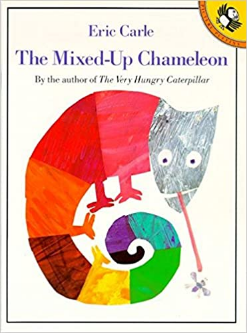 Eric Carle
The Mixed-Up Chameleon
By the author of The Very Hungry Caterpillar